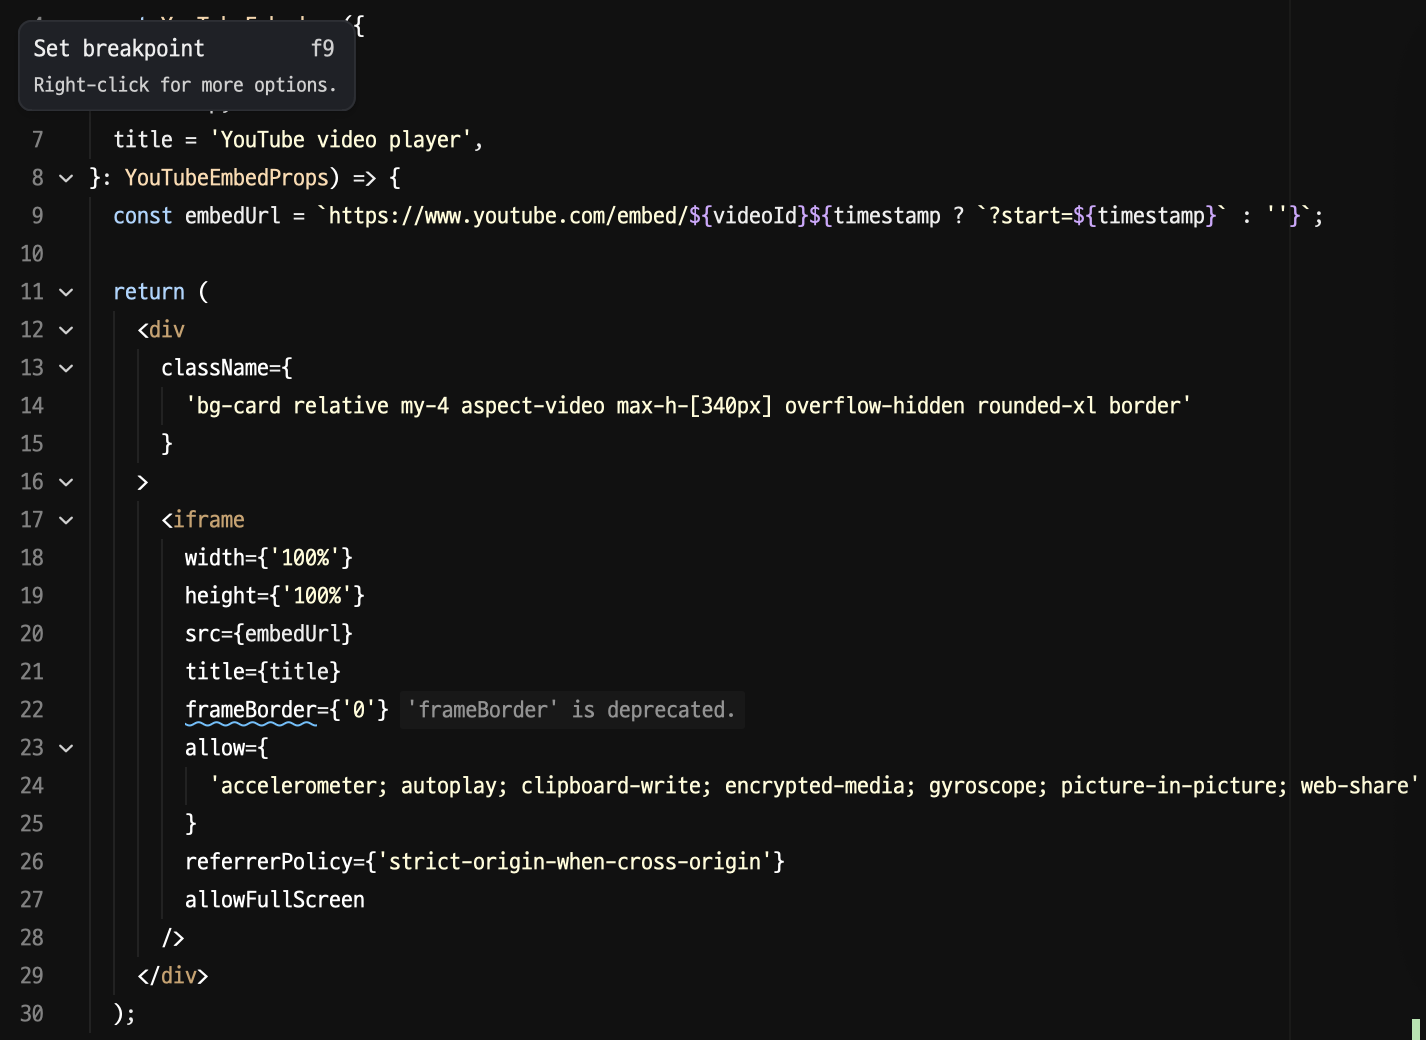 ({
Set breakpoint f9
Right-click for more options.
7 title = 'YouTube video player',
8 }: YouTubeEmbedProps) => {
9 const embedUrl = `https://www.youtube.com/embed/${videoId}${timestamp ? `?start=${timestamp}` : ''}`;
10
11 return (
12 <div
13 className={
14 'bg-card relative my-4 aspect-video max-h-[340px] overflow-hidden rounded-xl border'
15 }
16 >
17 <iframe
18 width={'100%'}
19 height={'100%'}
20 src={embedUrl}
21 title={title}
22 frameBorder={'0'} 'frameBorder' is deprecated.
23 allow={
24 'accelerometer; autoplay; clipboard-write; encrypted-media; gyroscope; picture-in-picture; web-share'
25 }
26 referrerPolicy={'strict-origin-when-cross-origin'}
27 allowFullScreen
28 />
29 </div>
30 );